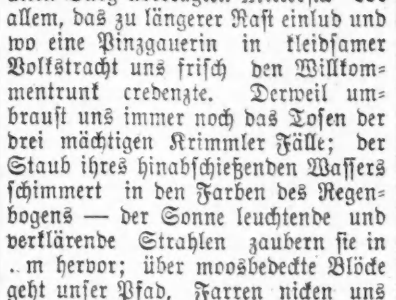 allem, das zu längerer Rast einlud und
wo eine Pinzgauerin in kleidsamer
Volkstracht uns frisch den Willkom-
mentrunk credenzte. Derweil um-
braust uns immer noch das Tosen der
drei mächtigen Krimmler Fälle; der
Staub ihres hinabschießenden Wassers
schimmert in den Farben des Regen-
bogens — der Sonne leuchtende und
verklärende Strahlen zaubern sie in
m hervor; über moosbedeckte Blöcke
geht unser Pfad, Farren nicken uns